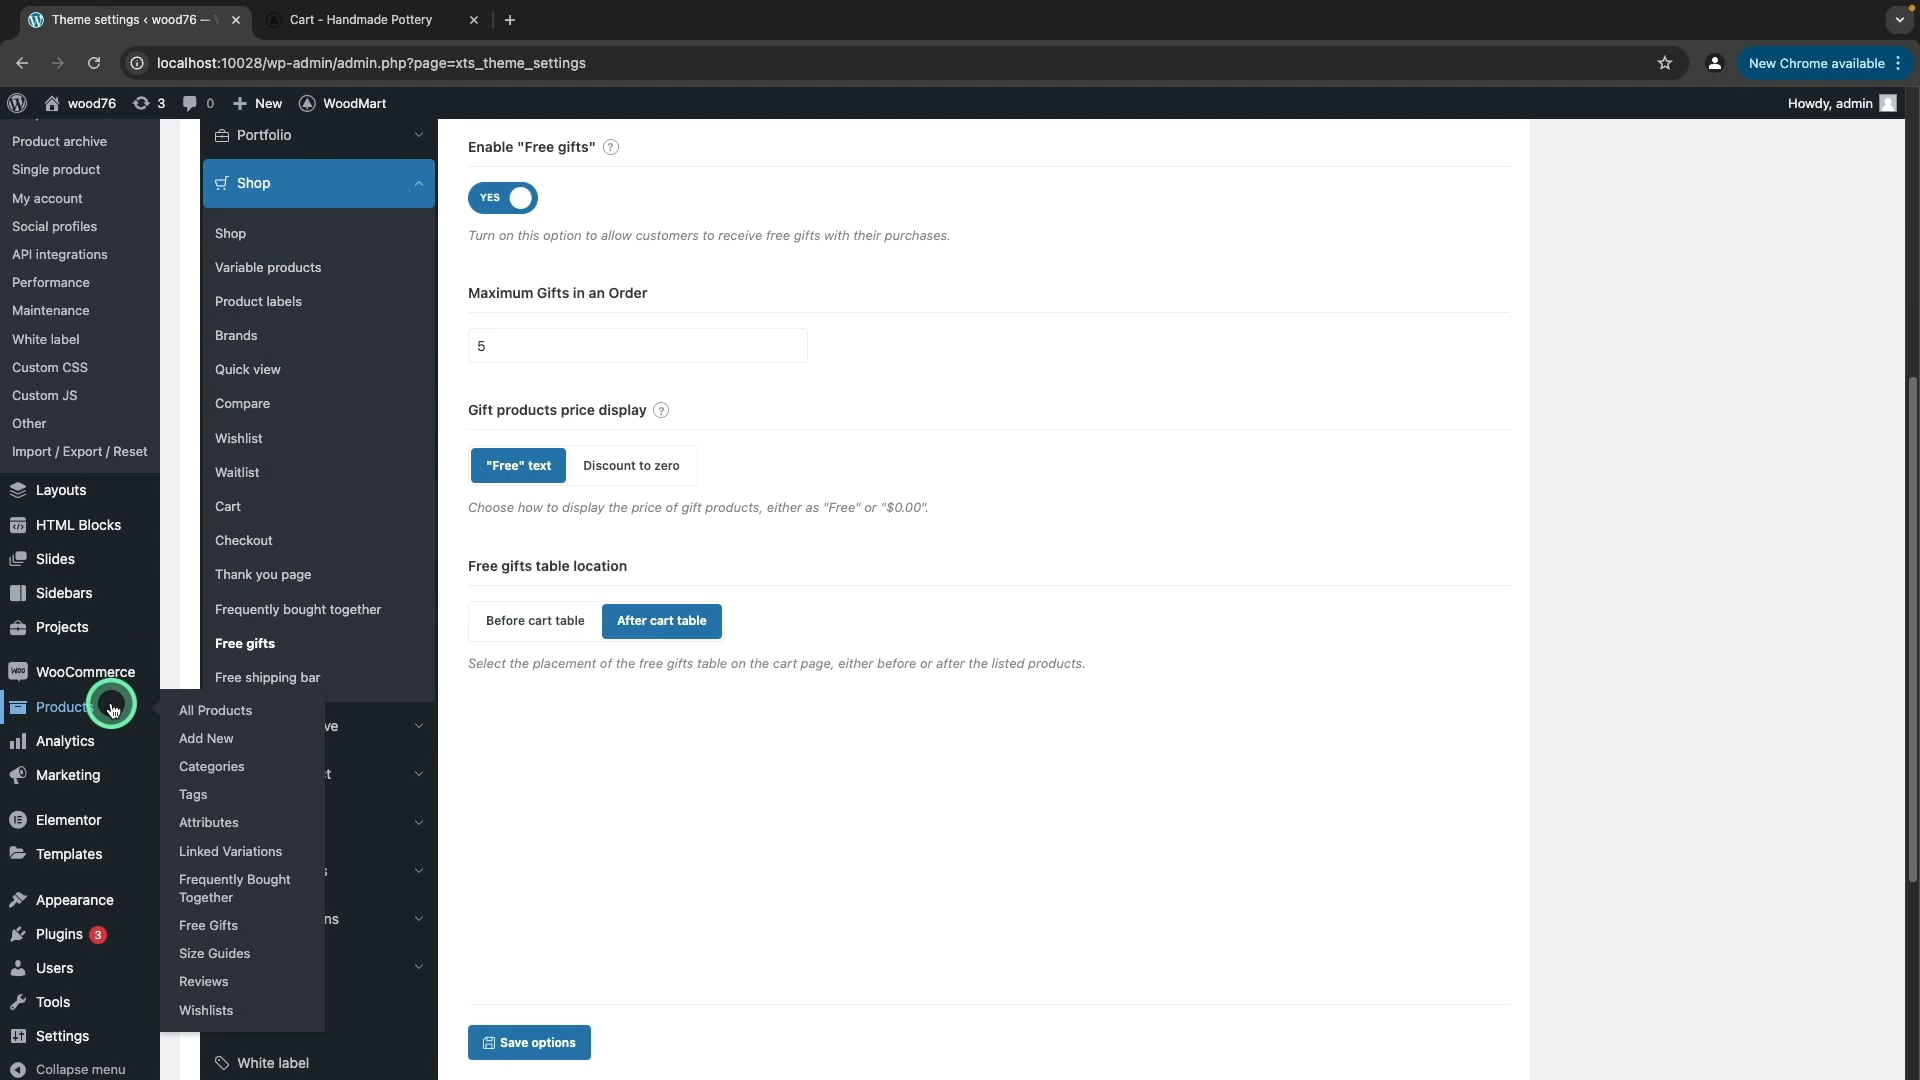 Theme settings ‹ wood76 —
Cart - Handmade Pottery
localhost:10028/wp-admin/admin.php?page=xts_theme_settings
New Chrome available
wood76
3
0
New
WoodMart
Howdy, admin
Product archive
Single product
My account
Social profiles
API integrations
Performance
Maintenance
White label
Custom CSS
Custom JS
Other
Import / Export / Reset
Layouts
HTML Blocks
Slides
Sidebars
Projects
WOO
WooCommerce
Products
Analytics
Marketing
Elementor
Templates
Appearance
Plugins 3
Users
Tools
Settings
Collapse menu
All Products
Add New
Categories
Tags
Attributes
Linked Variations
Frequently Bought
Together
Free Gifts
Size Guides
Reviews
Wishlists
Portfolio
Shop
Shop
Variable products
Product labels
Brands
Quick view
Compare
Wishlist
Waitlist
Cart
Checkout
Thank you page
Frequently bought together
Free gifts
Free shipping bar
ve
t
s
ns
White label
Enable "Free gifts" ?
YES
Turn on this option to allow customers to receive free gifts with their purchases.
Maximum Gifts in an Order
5
Gift products price display ?
"Free" text
Discount to zero
Choose how to display the price of gift products, either as "Free" or "$0.00".
Free gifts table location
Before cart table
After cart table
Select the placement of the free gifts table on the cart page, either before or after the listed products.
Save options